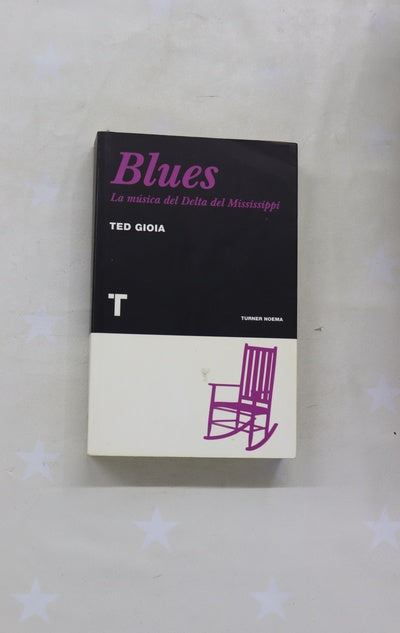 Blues
La música del Delta del Mississippi
TED GIOIA
T
TURNER NOEMA